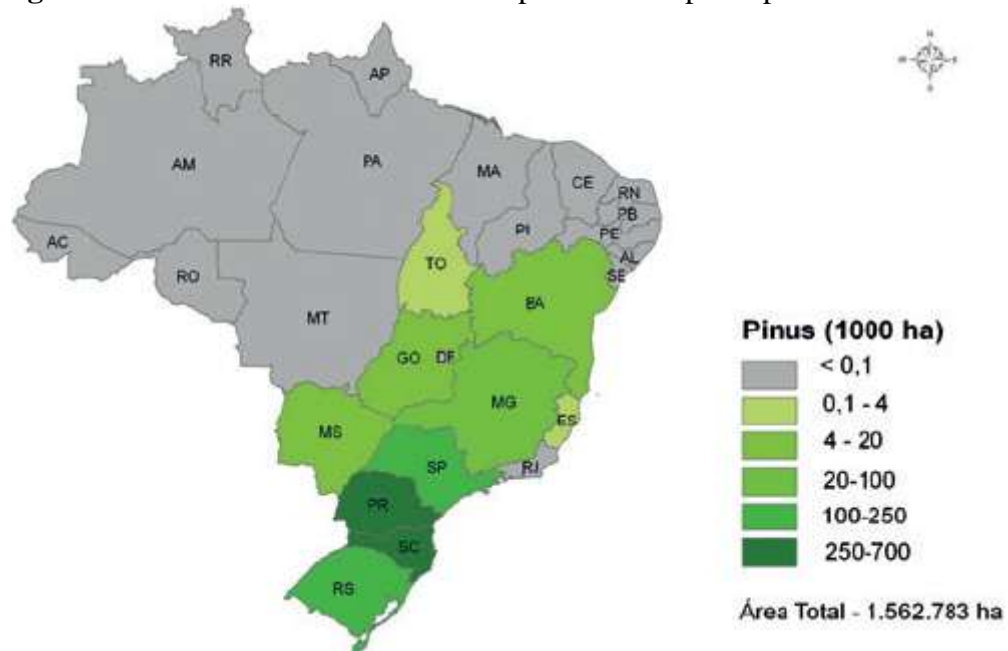 RR
AP
AM
PA
MA
CE
RN
PB
PE
PI
AL
SE
AC
RO
TO
MT
BA
GO
DF
MG
MS
ES
SP
RJ
PR
SC
RS
N
Pinus (1000 ha)
< 0,1
0,1 - 4
4 - 20
20-100
100-250
250-700
Área Total - 1.562.783 ha